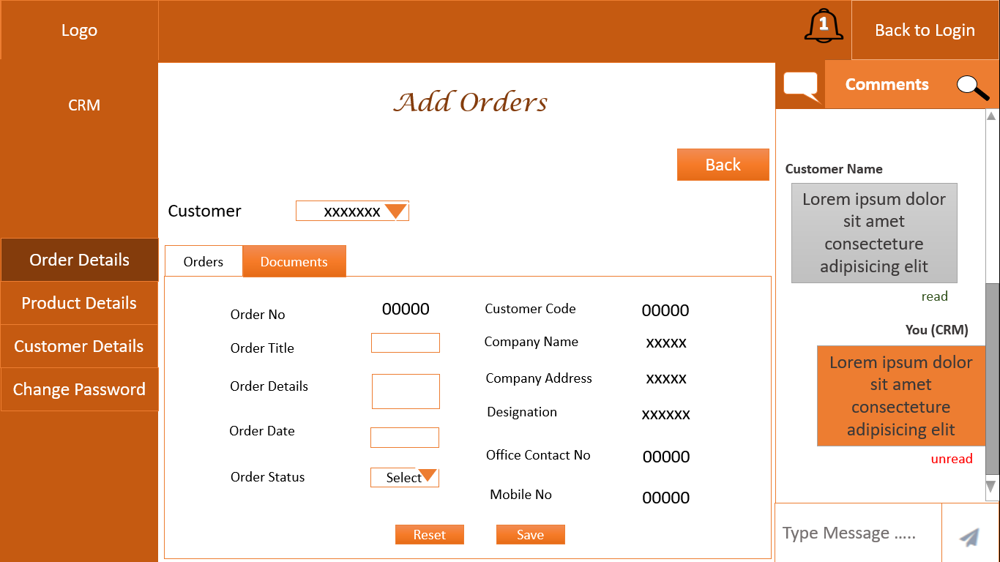 Logo
1
Back to Login
CRM
Add Orders
Comments
Back
Customer
xxxxxxx
Orders
Documents
Order Details
Product Details
Customer Details
Change Password
Order No
00000
Order Title
Order Details
Order Date
Order Status
Select
Customer Code
00000
Company Name
xxxxx
Company Address
xxxxx
Designation
xxxxxx
Office Contact No
00000
Mobile No
00000
Reset
Save
Customer Name
Lorem ipsum dolor
sit amet
consecteture
adipisicing elit
read
You (CRM)
Lorem ipsum dolor
sit amet
consecteture
adipisicing elit
unread
Type Message .....